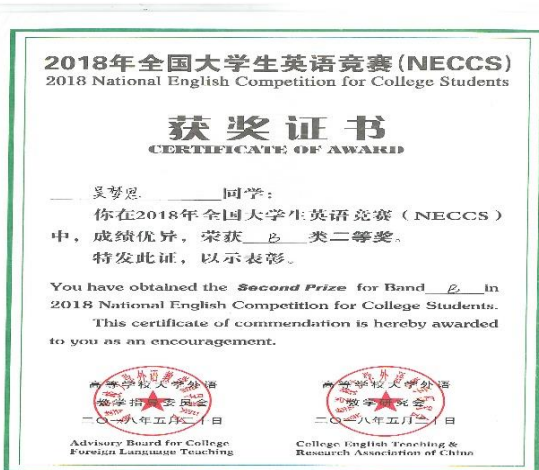 2018年全国大学生英语竞赛(NECCS)
2018 National English Competition for College Students
获奖证书
CERTIFICATE OF AWARD
吴梦恩 同学:
你在2018年全国大学生英语竞赛(NECCS)
中,成绩优异,荣获 B 类二等奖。
特发此证,以示表彰。
You have obtained the Second Prize for Band B in
2018 National English Competition for College Students.
This certificate of commendation is hereby awarded
to you as an encouragement.
高等学校大学外语
教学指导委员会
二〇一八年五月二十日
Advisory Board for College
Foreign Language Teaching
高等学校大学外语
教学研究会
二〇一八年五月二十日
College English Teaching &
Research Association of China